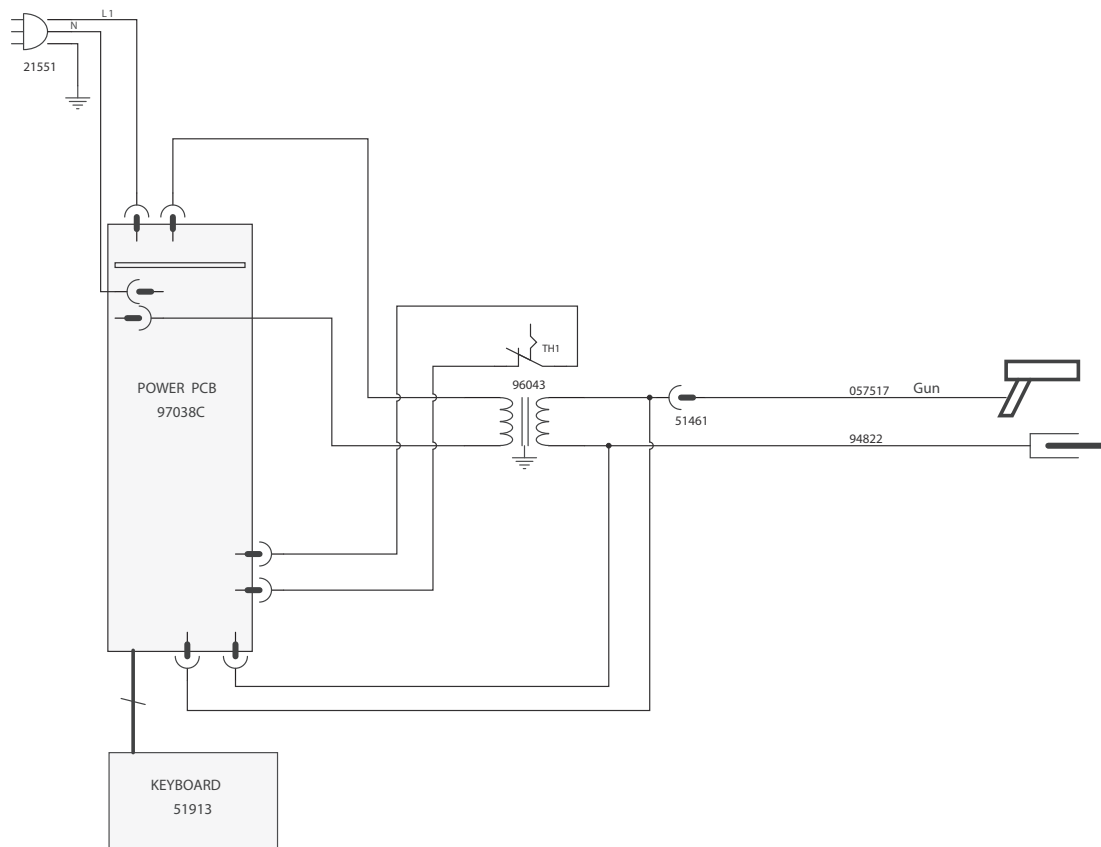 L1
N
21551
TH1
POWER PCB
97038C
96043
057517
Gun
51461
94822
KEYBOARD
51913